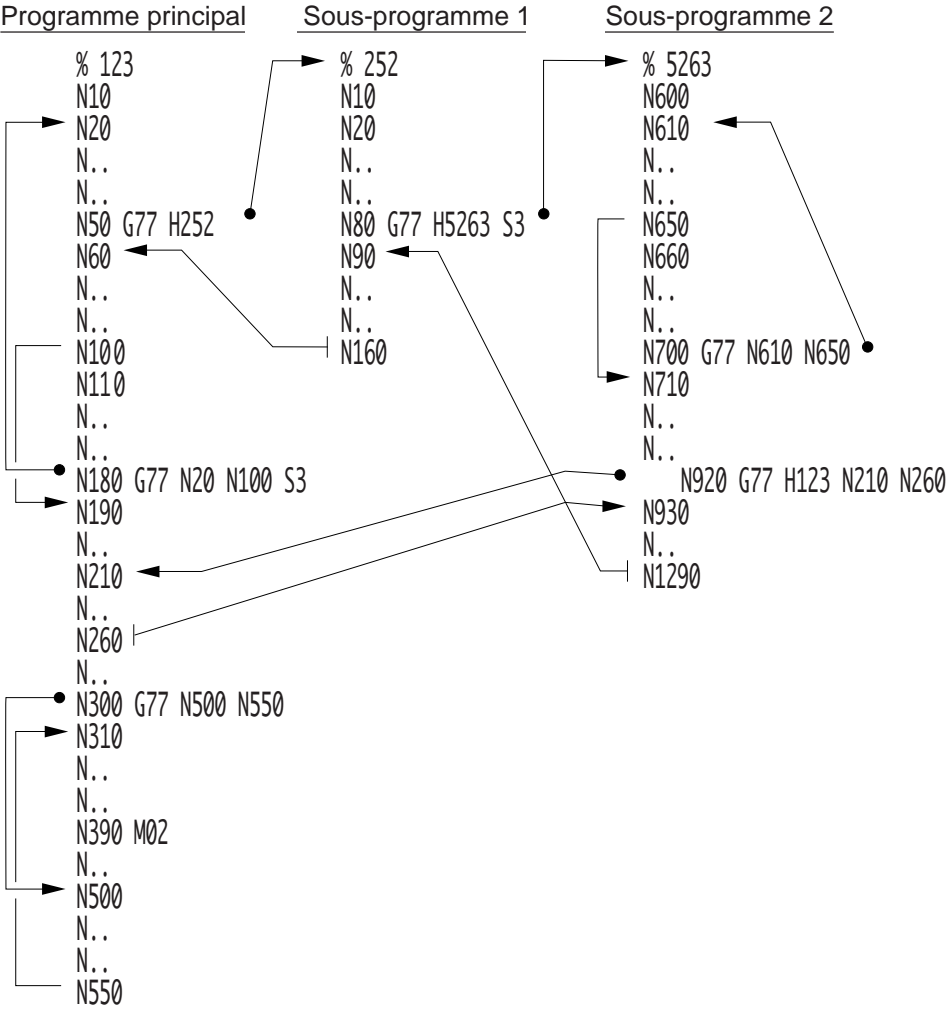 Programme principal
% 123
N10
N20
N..
N..
N50 G77 H252
N60
N..
N..
N100
N110
N..
N..
N180 G77 N20 N100 S3
N190
N..
N210
N..
N260
N..
N300 G77 N500 N550
N310
N..
N..
N390 M02
N..
N500
N..
N..
N550
Sous-programme 1
% 252
N10
N20
N..
N..
N80 G77 H5263 S3
N90
N..
N..
N160
Sous-programme 2
% 5263
N600
N610
N..
N..
N650
N660
N..
N..
N700 G77 N610 N650
N710
N..
N..
N920 G77 H123 N210 N260
N930
N..
N1290